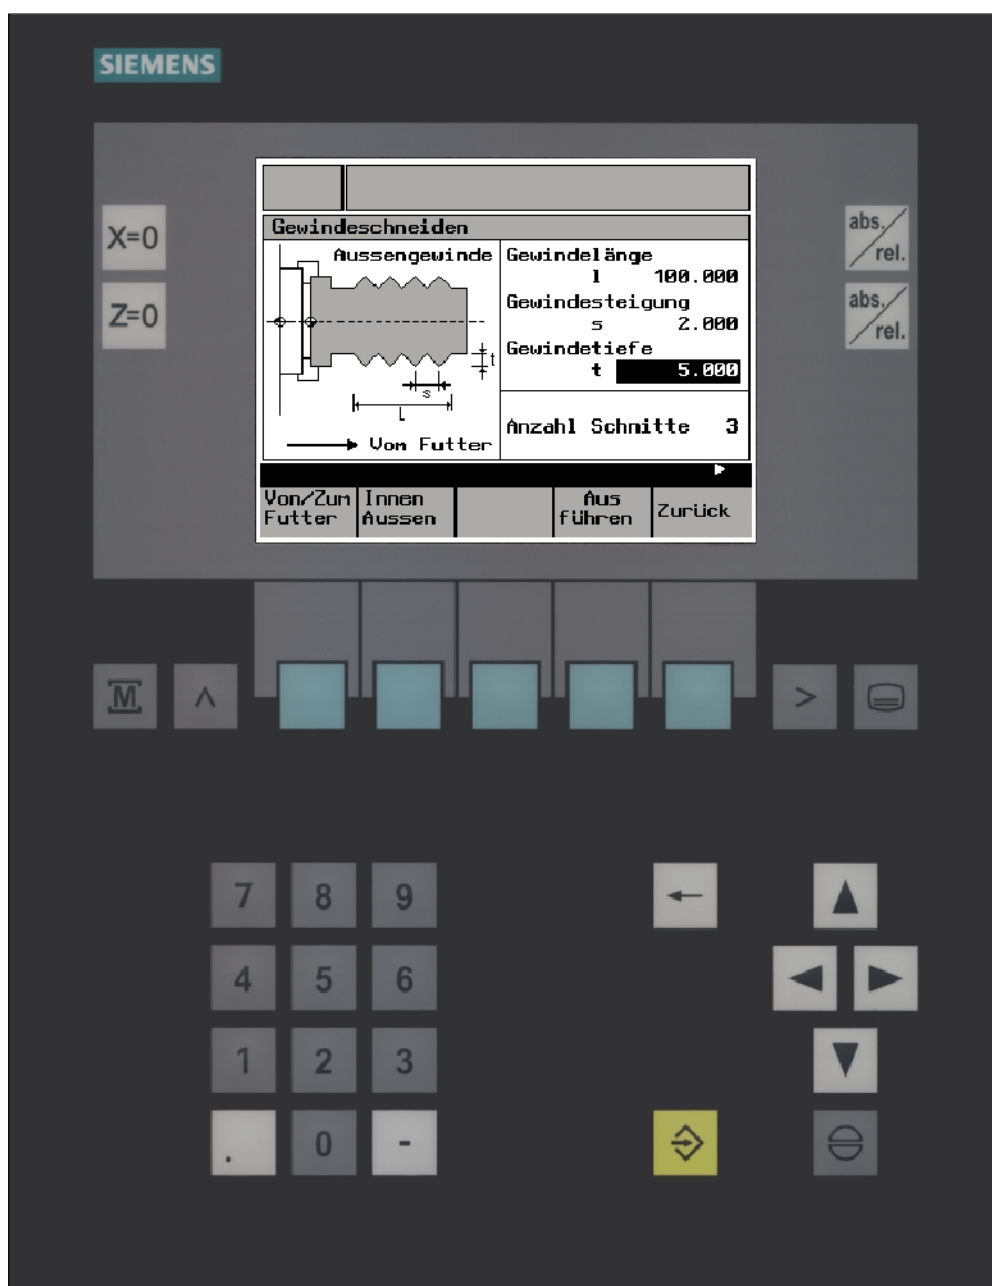 SIEMENS
X=0
Z=0
abs./rel.
abs./rel.
Gewindeschneiden
Aussengewinde
t
s
L
Vom Futter
Gewindelänge
l 100.000
Gewindesteigung
s 2.000
Gewindetiefe
t 5.000
Anzahl Schnitte 3
Von/Zum
Futter
Innen
Aussen
Aus
führen
Zurück
M
7 8 9
4 5 6
1 2 3
. 0 -